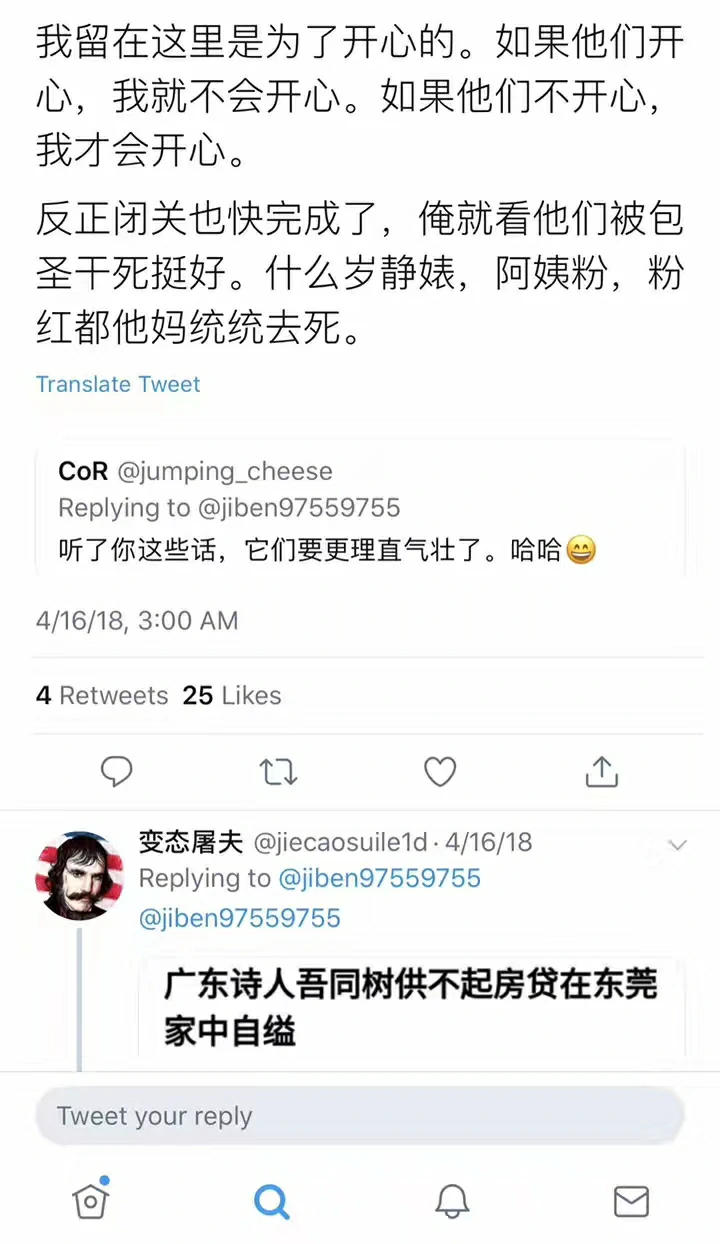 我留在这里是为了开心的。如果他们开
心，我就不会开心。如果他们不开心，
我才会开心。
反正闭关也快完成了，俺就看他们被包
圣干死挺好。什么岁静婊，阿姨粉，粉
红都他妈统统去死。
Translate Tweet
CoR @jumping_cheese
Replying to @jiben97559755
听了你这些话，它们要更理直气壮了。哈哈😄
4/16/18, 3:00 AM
4 Retweets 25 Likes
变态屠夫 @jiecaosuile1d · 4/16/18
Replying to @jiben97559755
@jiben97559755
广东诗人吾同树供不起房贷在东莞
家中自缢
Tweet your reply